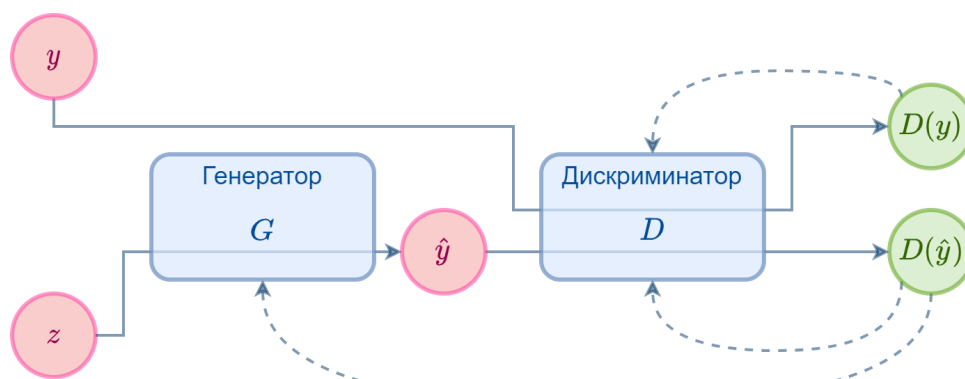 y
D(y)
Генератор
Дискриминатор
G
ŷ
D
D(ŷ)
z